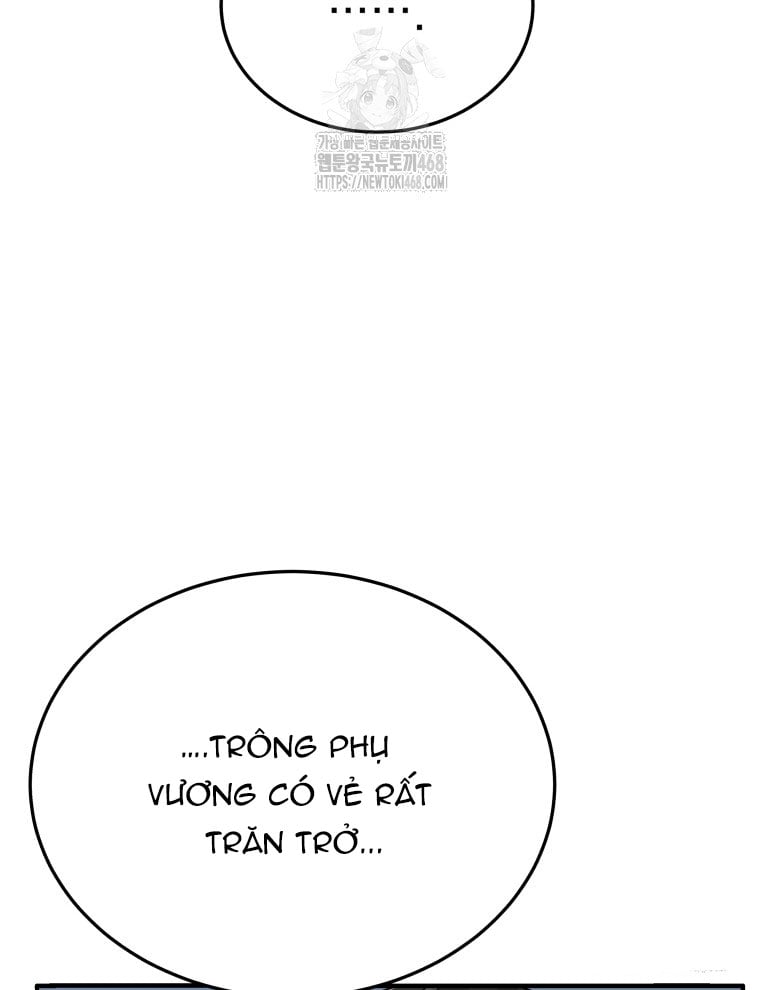 .......
가장 빠른 웹툰제공사이트
웹툰왕국뉴토끼468
HTTPS://NEWTOKI468.COM
....TRÔNG PHỤ
VƯƠNG CÓ VẺ RẤT
TRĂN TRỞ...